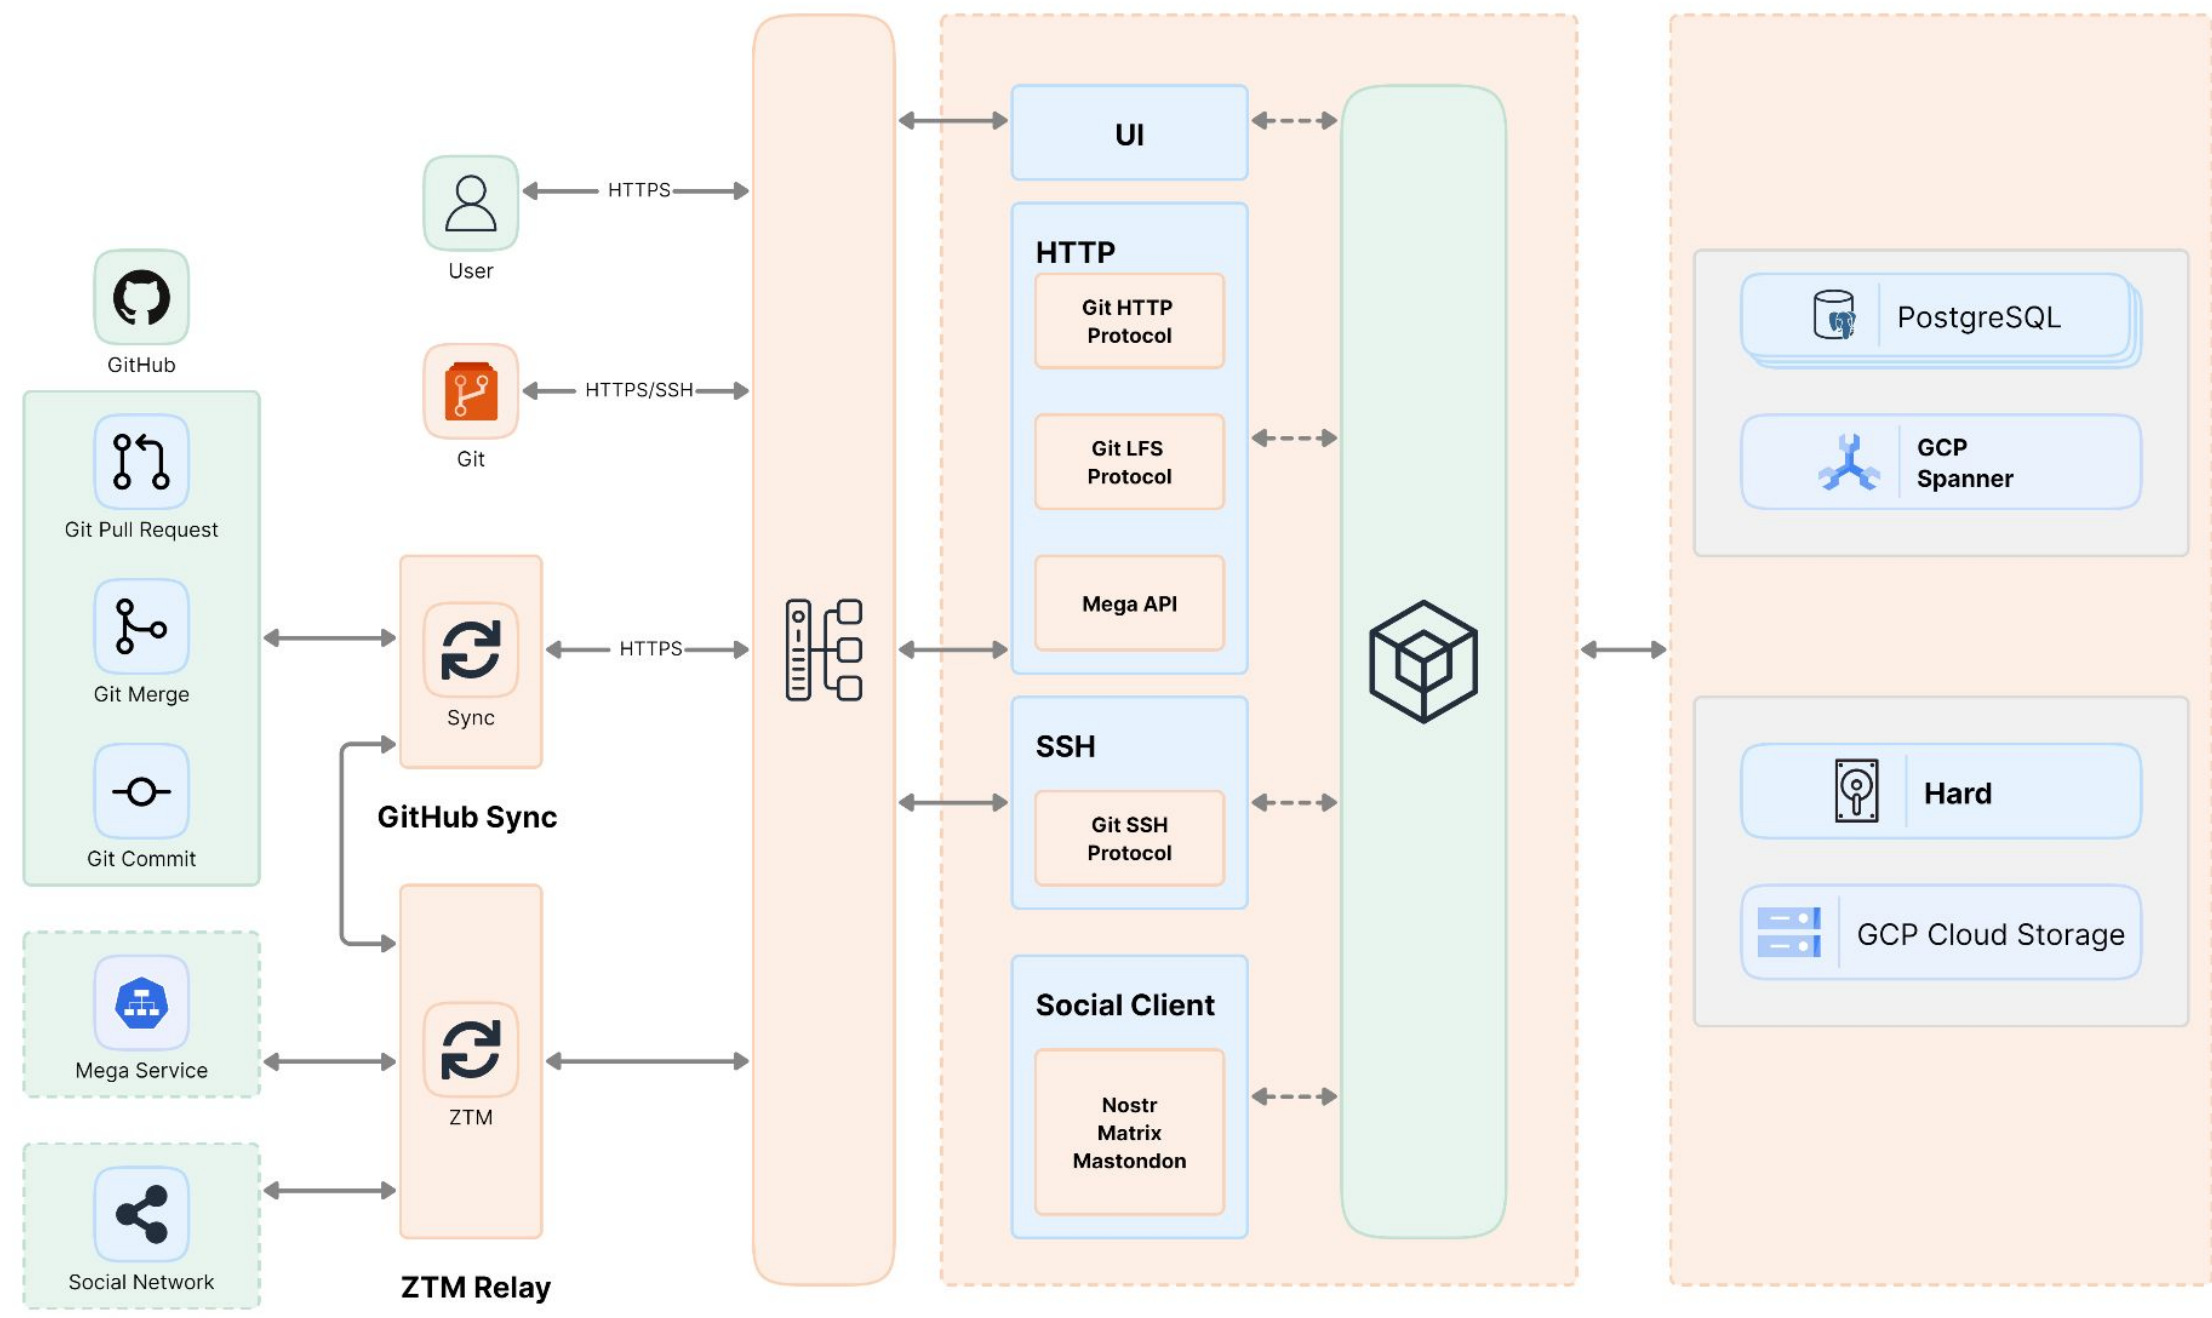 GitHub
Git Pull Request
Git Merge
Git Commit
Mega Service
Social Network
User
Git
Sync
GitHub Sync
ZTM
ZTM Relay
HTTPS
HTTPS/SSH
HTTPS
UI
HTTP
Git HTTP
Protocol
Git LFS
Protocol
Mega API
SSH
Git SSH
Protocol
Social Client
Nostr
Matrix
Mastondon
PostgreSQL
GCP
Spanner
Hard
GCP Cloud Storage